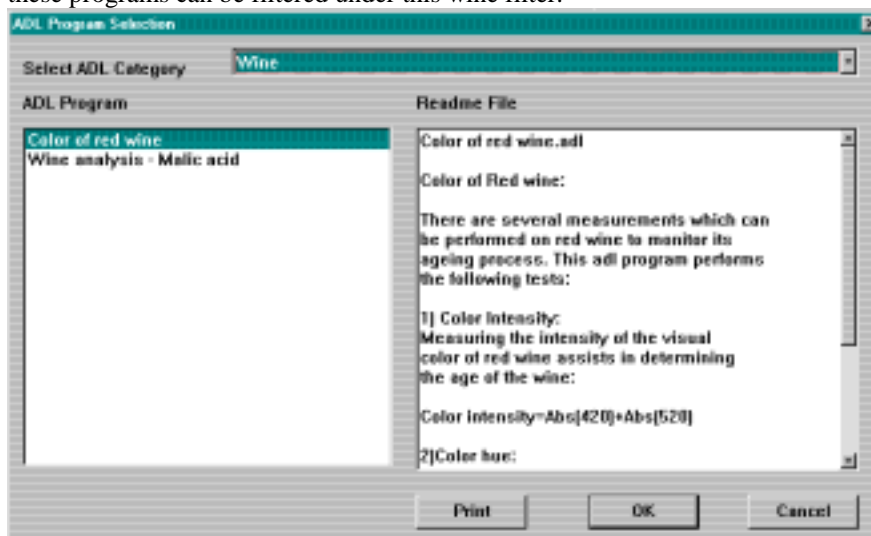 these programs can be filtered under this wine filter.
ADL Program Selection
Select ADL Category
Wine
ADL Program
Color of red wine
Wine analysis - Malic acid
Readme File
Color of red wine.adl
Color of Red wine:
There are several measurements which can
be performed on red wine to monitor its
ageing process. This adl program performs
the following tests:
1) Color Intensity:
Measuring the intensity of the visual
color of red wine assists in determining
the age of the wine:
Color intensity=Abs(420)+Abs(520)
2)Color hue:
Print
OK
Cancel